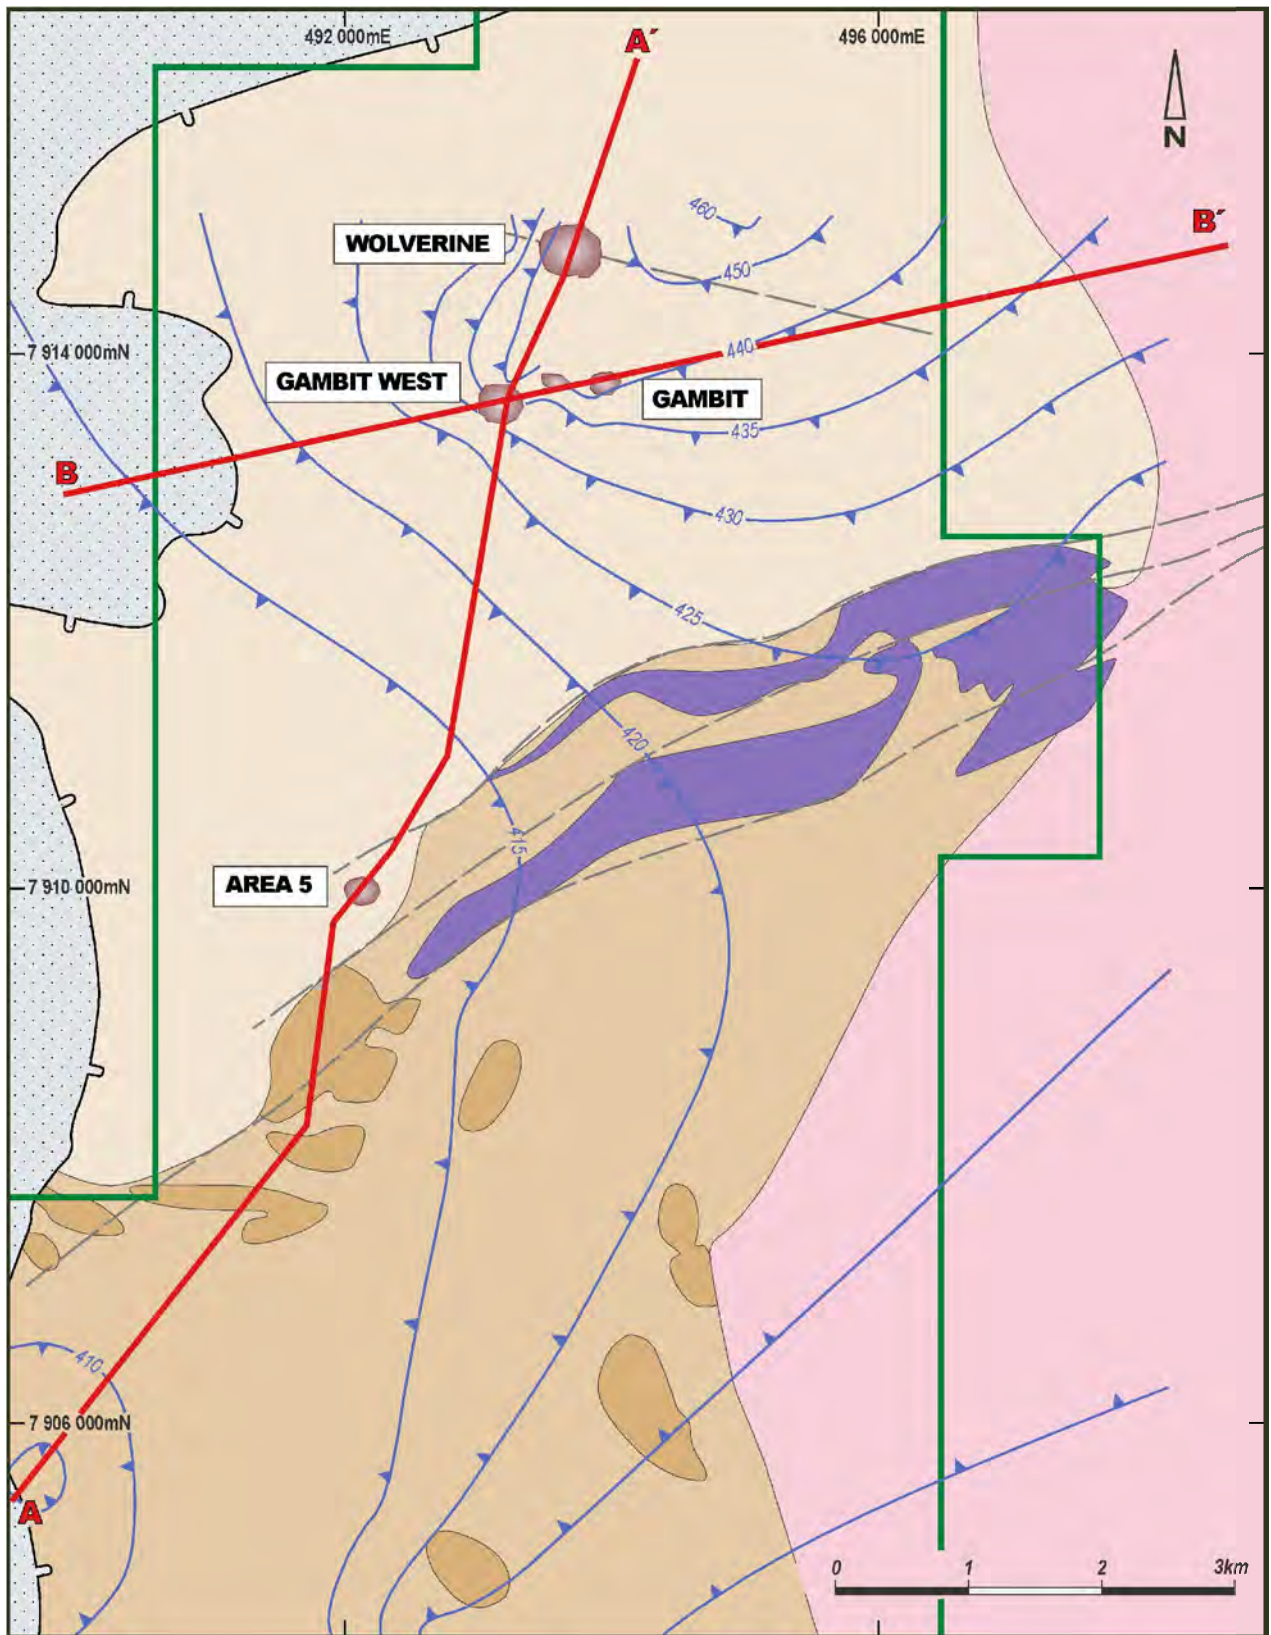 492 000mE
A´
496 000mE
N
460
WOLVERINE
B´
450
7 914 000mN
440
GAMBIT WEST
GAMBIT
435
B
430
425
420
415
AREA 5
7 910 000mN
410
7 906 000mN
A
0 1 2 3km